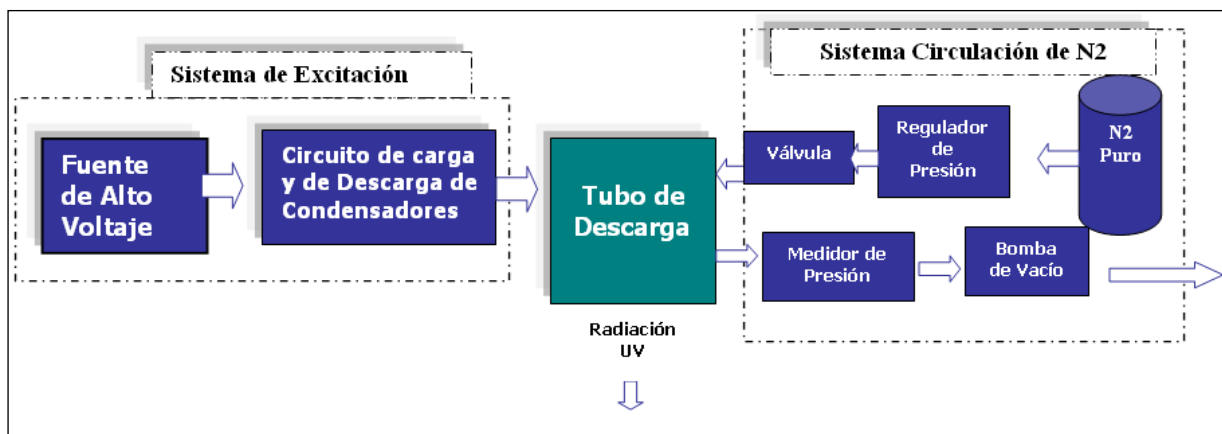 Sistema de Excitación
Fuente
de Alto
Voltaje
Circuito de carga
y de Descarga de
Condensadores
Tubo de
Descarga
Radiación
UV
Sistema Circulación de N2
Válvula
Regulador
de
Presión
N2
Puro
Medidor de
Presión
Bomba
de Vacío